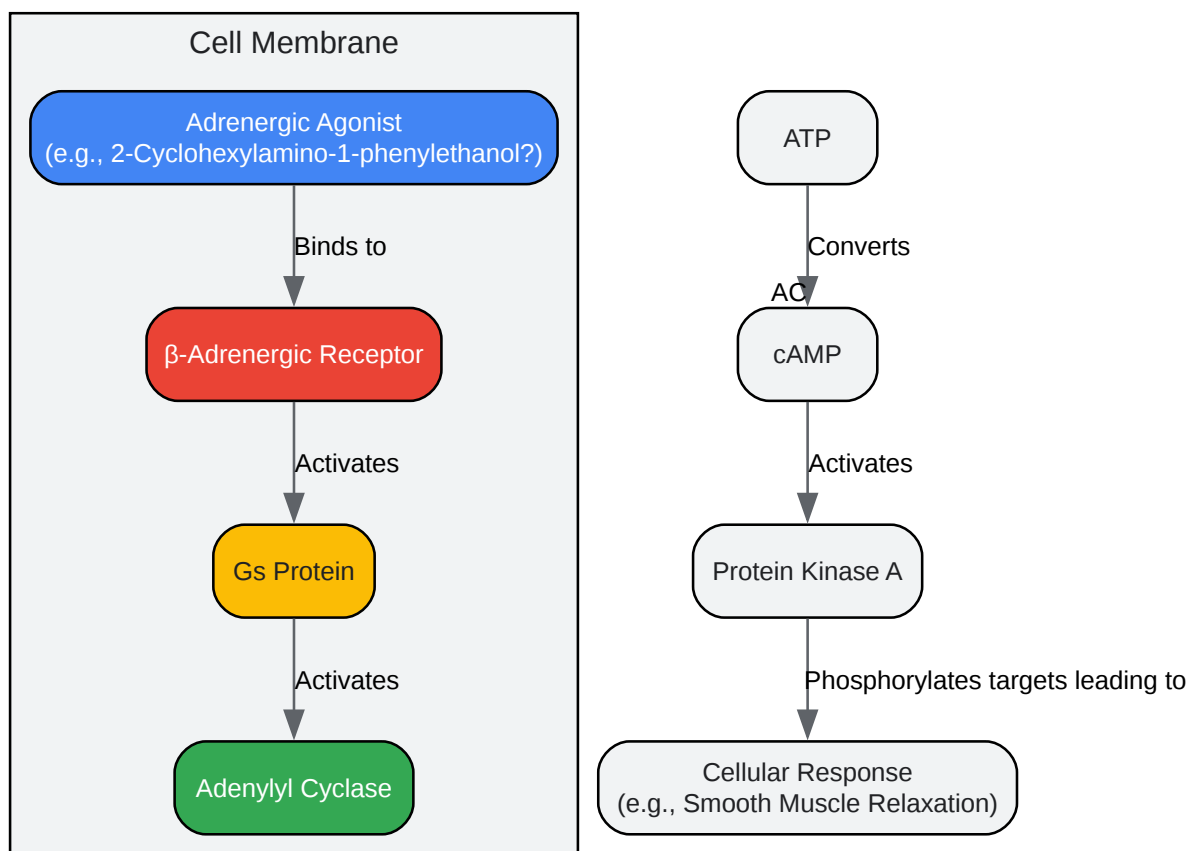 Cell Membrane
Adrenergic Agonist
(e.g., 2-Cyclohexylamino-1-phenylethanol?)
Binds to
β-Adrenergic Receptor
Activates
Gs Protein
Activates
Adenylyl Cyclase
ATP
Converts
AC
cAMP
Activates
Protein Kinase A
Phosphorylates targets leading to
Cellular Response
(e.g., Smooth Muscle Relaxation)